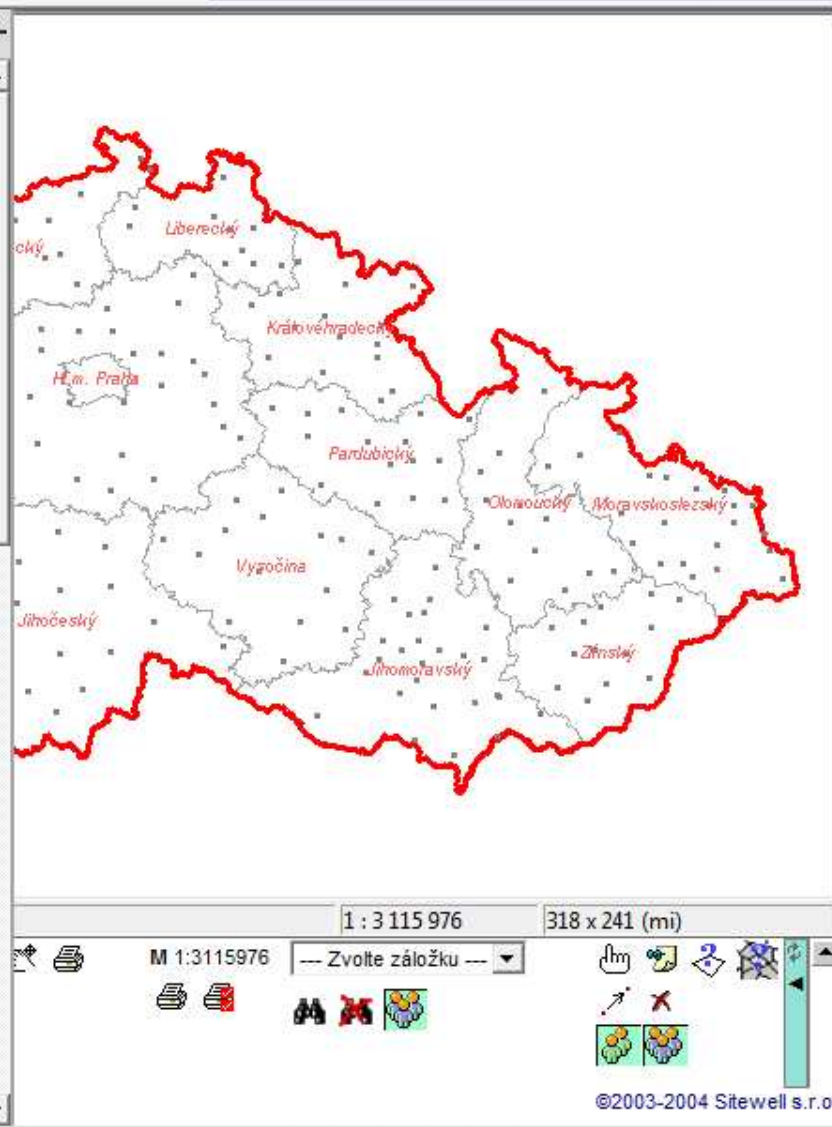 Liberecký
cký
Královéhradecký
Hl.m. Praha
Pardubický
Olomoucký
Moravskoslezský
Vysočina
Jihočeský
Zlínský
Jihomoravský
1 : 3 115 976
318 x 241 (mi)
M 1:3115976
--- Zvolte záložku ---
©2003-2004 Sitewell s.r.o